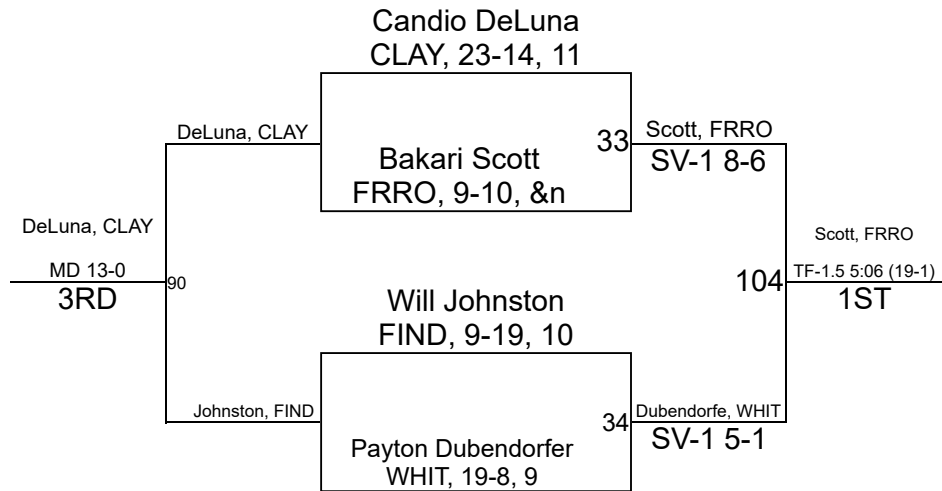 Candio DeLuna
CLAY, 23-14, 11
DeLuna, CLAY
33
Scott, FRRO
SV-1 8-6
Bakari Scott
FRRO, 9-10, &n
DeLuna, CLAY
MD 13-0
3RD
90
Scott, FRRO
104
TF-1.5 5:06 (19-1)
1ST
Will Johnston
FIND, 9-19, 10
Johnston, FIND
34
Dubendorfe, WHIT
SV-1 5-1
Payton Dubendorfer
WHIT, 19-8, 9